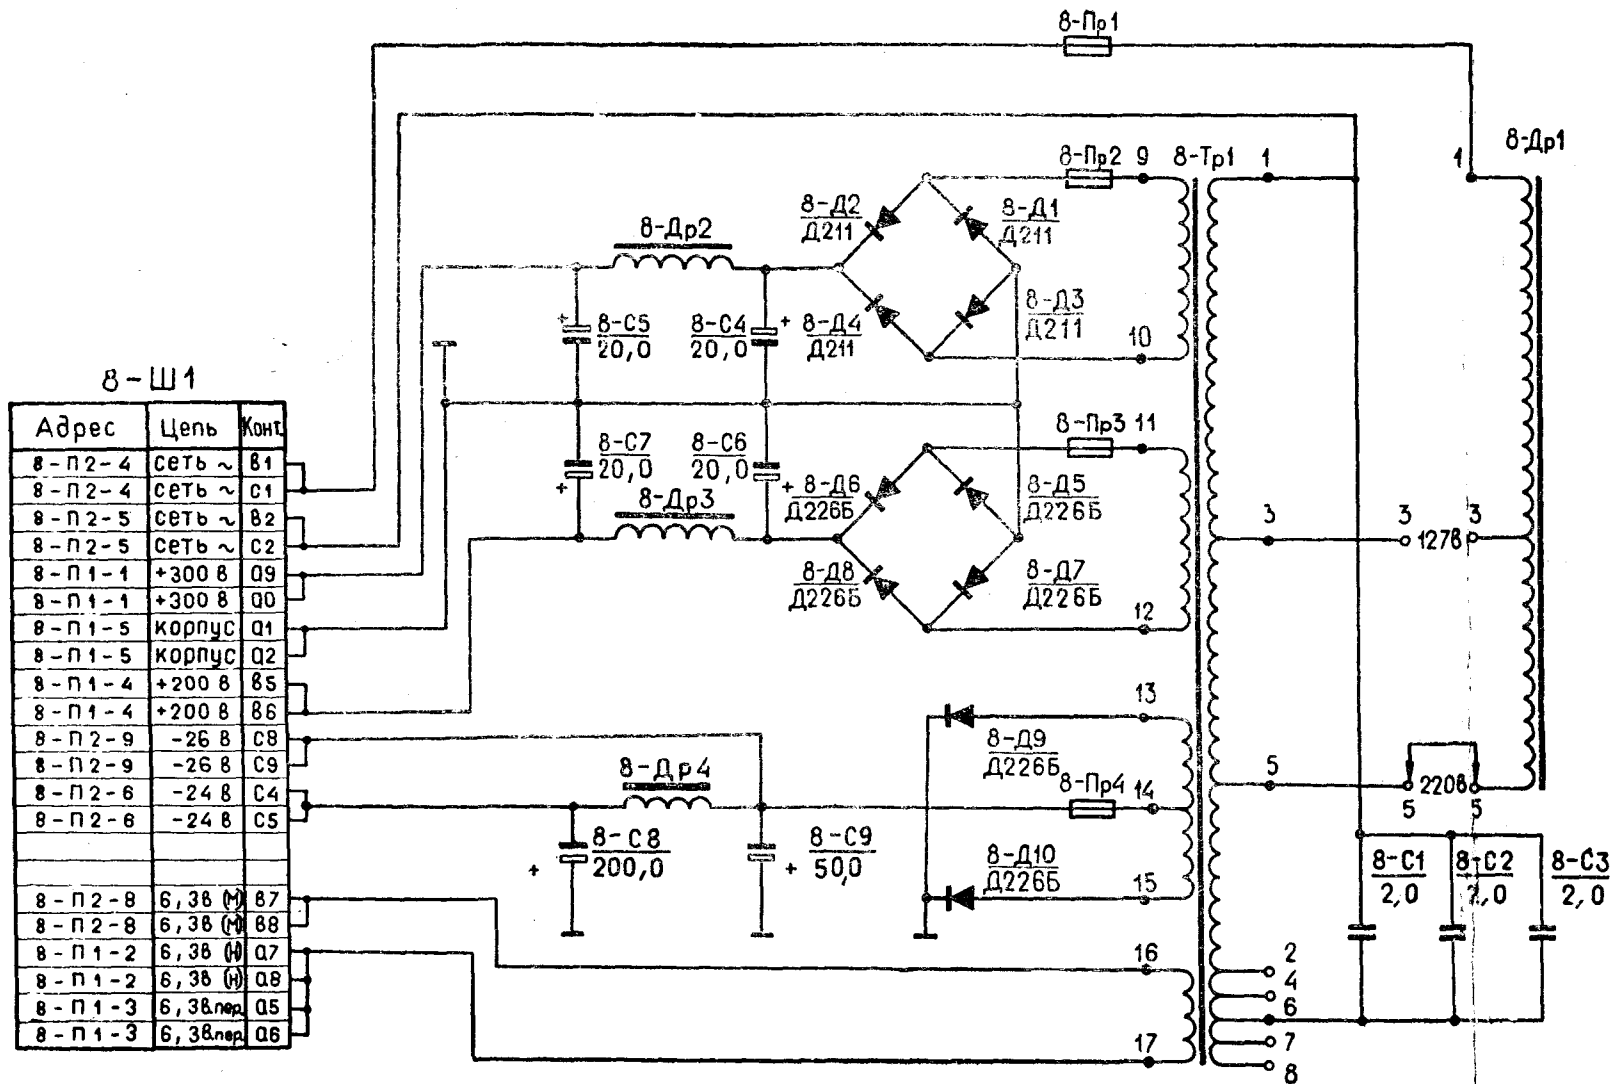 8-Пр1
8-Др1
8-Пр2 9 8-Тр1 1 1
8-Д2
Д211
8-Д1
Д211
8-Др2
8-С5
20,0
8-С4
20,0
+
+
8-Д4
Д211
8-Д3
Д211
10
8-Ш1
Адрес Цепь Конт.
8-П2-4 сеть ~ В1
8-П2-4 сеть ~ С1
8-П2-5 сеть ~ В2
8-П2-5 сеть ~ С2
8-П1-1 +300 В а9
8-П1-1 +300 В а0
8-П1-5 корпус а1
8-П1-5 корпус а2
8-П1-4 +200 В В5
8-П1-4 +200 В В6
8-П2-9 -26 В С8
8-П2-9 -26 В С9
8-П2-6 -24 В С4
8-П2-6 -24 В С5
8-П2-8 6,3В (М) В7
8-П2-8 6,3В (М) В8
8-П1-2 6,3В (Н) а7
8-П1-2 6,3В (Н) а8
8-П1-3 6,3В пер. а5
8-П1-3 6,3В пер. а6
8-Пр3 11
8-С7
20,0
8-С6
20,0
+
+
8-Др3
8-Д6
Д226Б
8-Д5
Д226Б
3 3 127В 3
8-Д8
Д226Б
8-Д7
Д226Б
12
13
8-Д9
Д226Б
8-Др4
8-Пр4 14
5 220В
5 5
8-С8
200,0
+
8-С9
50,0
+
8-Д10
Д226Б
15
8-С1
2,0
8-С2
2,0
8-С3
2,0
16
2
4
6
17
7
8